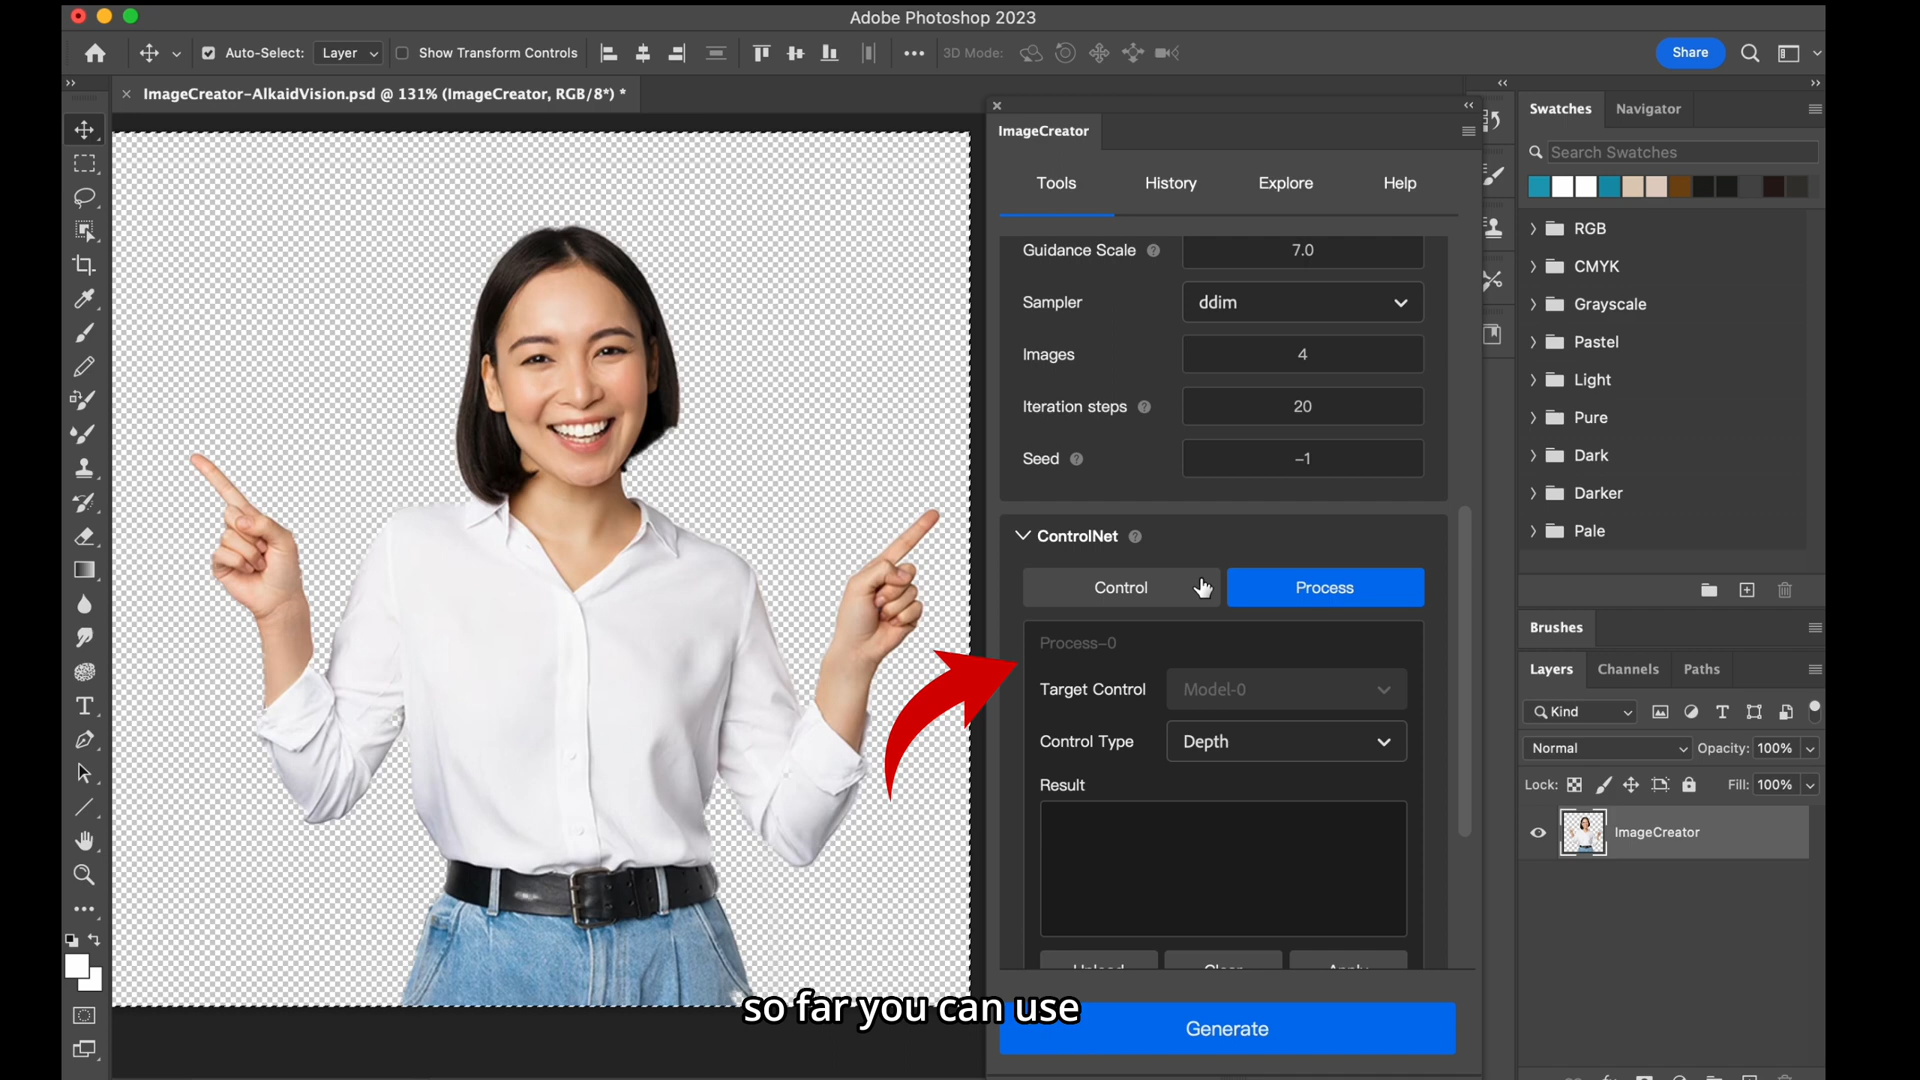 Adobe Photoshop 2023
Auto-Select: Layer Show Transform Controls 3D Mode: Share
ImageCreator-AlkaidVision.psd @ 131% (ImageCreator, RGB/8*) *
ImageCreator
Tools History Explore Help
Guidance Scale 7.0
Sampler ddim
Images 4
Iteration steps 20
Seed -1
ControlNet
Control Process
Process-0
Target Control Model-0
Control Type Depth
Result
Upload Clear Apply
Generate
so far you can use
Swatches Navigator
Search Swatches
RGB
CMYK
Grayscale
Pastel
Light
Pure
Dark
Darker
Pale
Brushes
Layers Channels Paths
Kind
Normal Opacity: 100%
Lock: Fill: 100%
ImageCreator